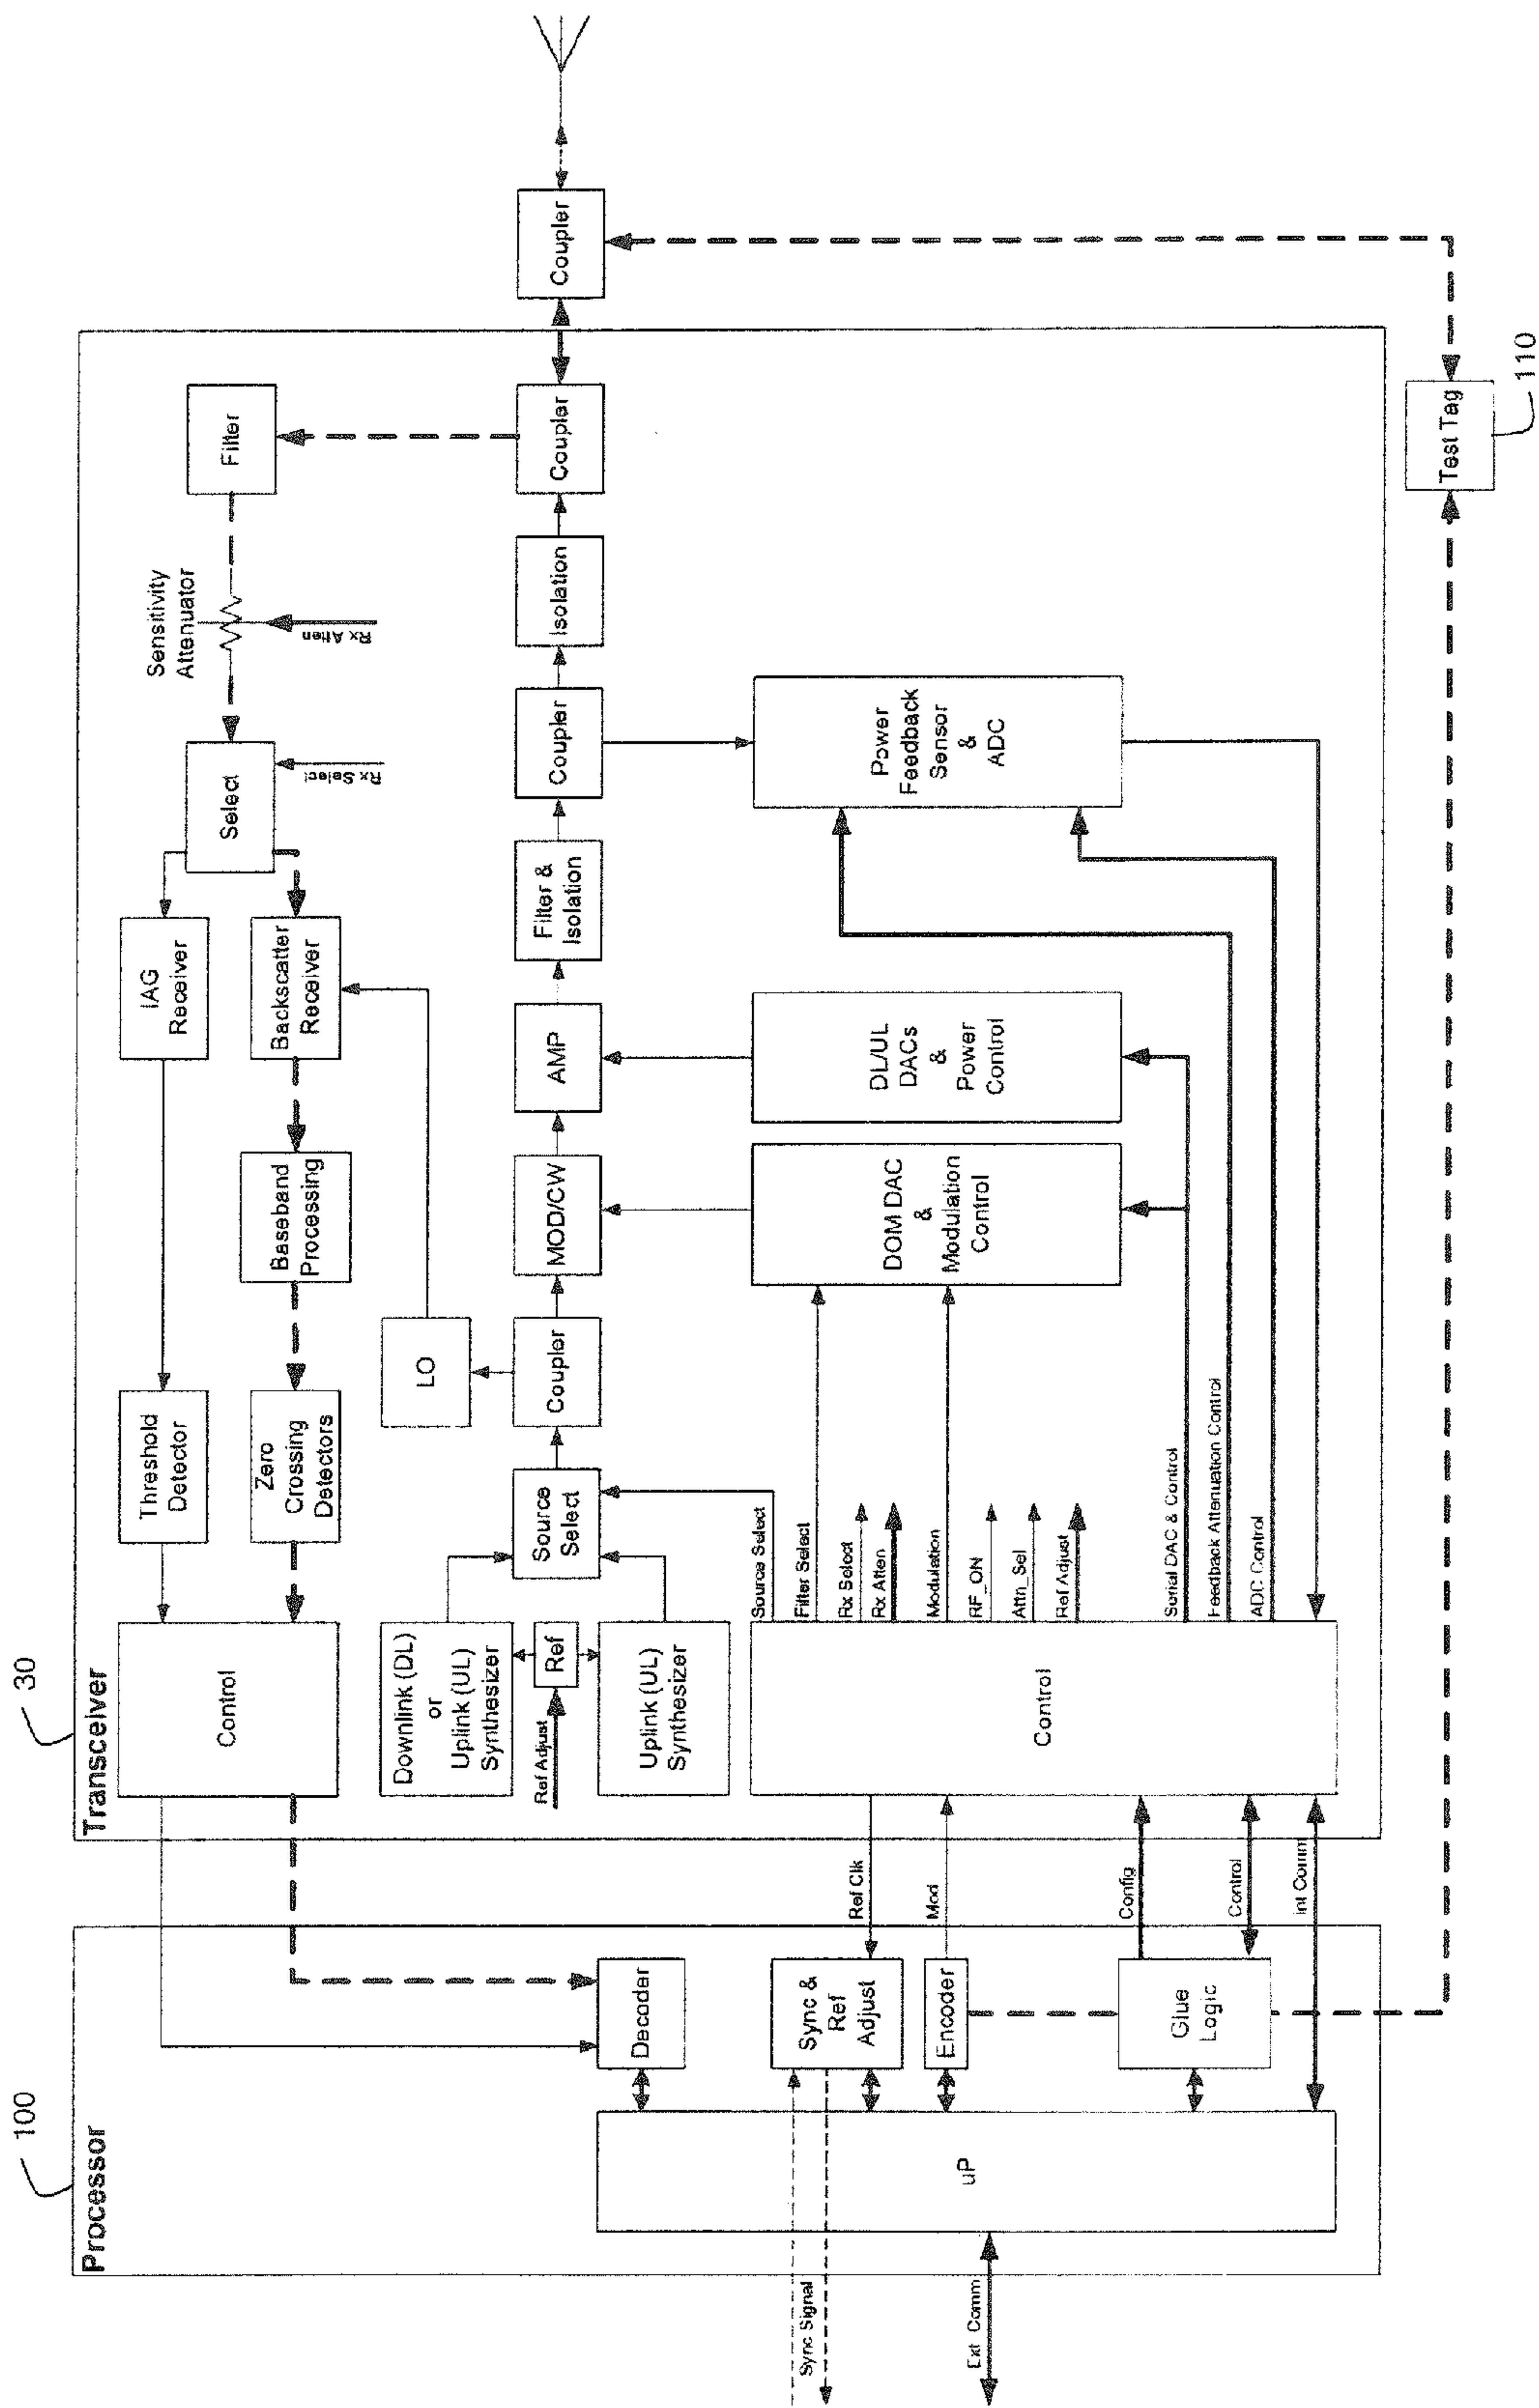 100
Processor
30
Transceiver
Control
Threshold
Detector
IAG
Receiver
Select
Rx Select
Sensitivity
Attenuator
Rx Atten
Filter
Zero
Crossing
Detectors
Baseband
Processing
Backscatter
Receiver
Downlink (DL)
or
Uplink (UL)
Synthesizer
Ref Adjust
Ref
Uplink (UL)
Synthesizer
Source
Select
LO
Coupler
MOD/CW
AMP
Filter &
Isolation
Coupler
Isolation
Coupler
Coupler
Decoder
Sync &
Ref
Adjust
Encoder
Glue
Logic
uP
Sync Signal
Ext Comm
Ref Clk
Mod
Config
Control
Int Comm
Control
Source Select
Filter Select
Rx Select
Rx Atten
Modulation
RF_ON
Attn_Sel
Ref Adjust
Serial DAC & Control
Feedback Attenuation Control
ADC Control
DOM DAC
&
Modulation
Control
DL/UL
DACs
&
Power
Control
Power
Feedback
Sensor
&
ADC
Test Tag
110